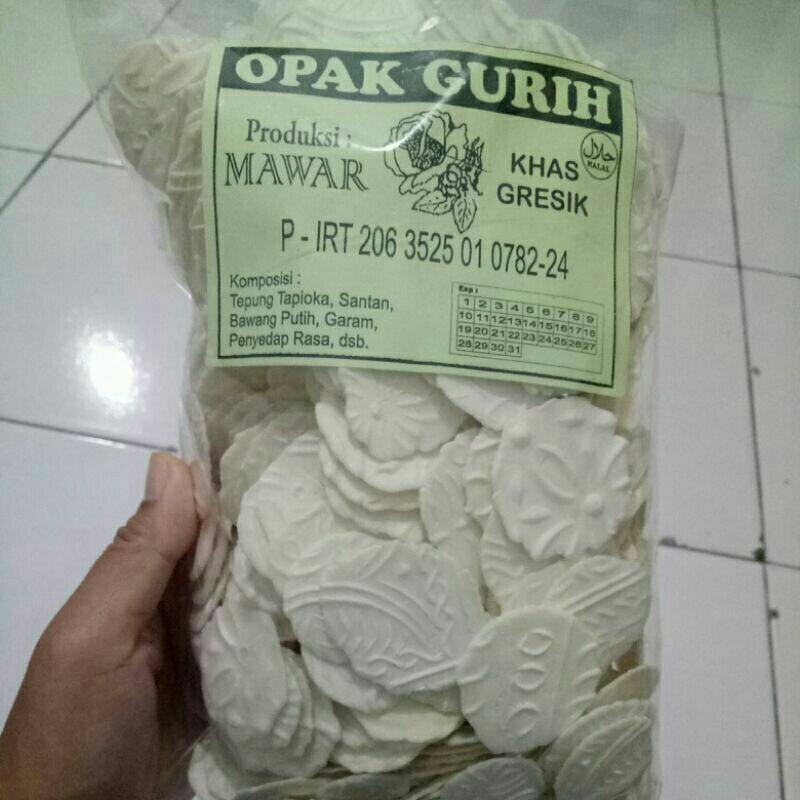 OPAK GURIH
Produksi :
MAWAR
KHAS
GRESIK
حلال
HALAL
P - IRT 206 3525 01 0782-24
Komposisi :
Tepung Tapioka, Santan,
Bawang Putih, Garam,
Penyedap Rasa, dsb.
Exp :
1 2 3 4 5 6 7 8 9
10 11 12 13 14 15 16 17 18
19 20 21 22 23 24 25 26 27
28 29 30 31